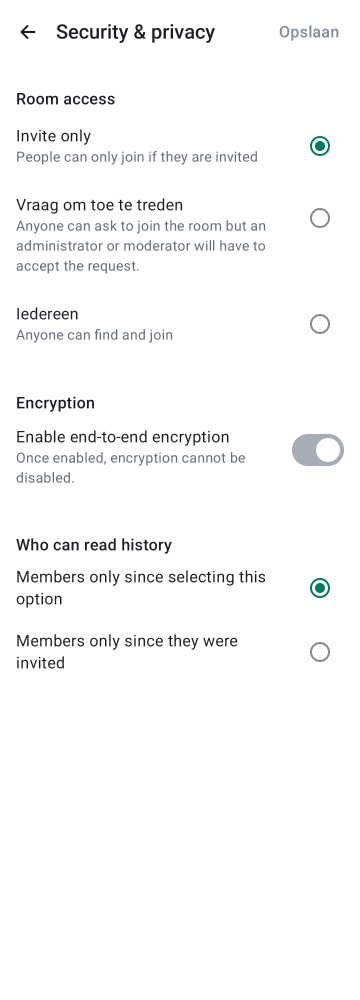 Security & privacy
Opslaan
Room access
Invite only
People can only join if they are invited
Vraag om toe te treden
Anyone can ask to join the room but an
administrator or moderator will have to
accept the request.
Iedereen
Anyone can find and join
Encryption
Enable end-to-end encryption
Once enabled, encryption cannot be
disabled.
Who can read history
Members only since selecting this
option
Members only since they were
invited